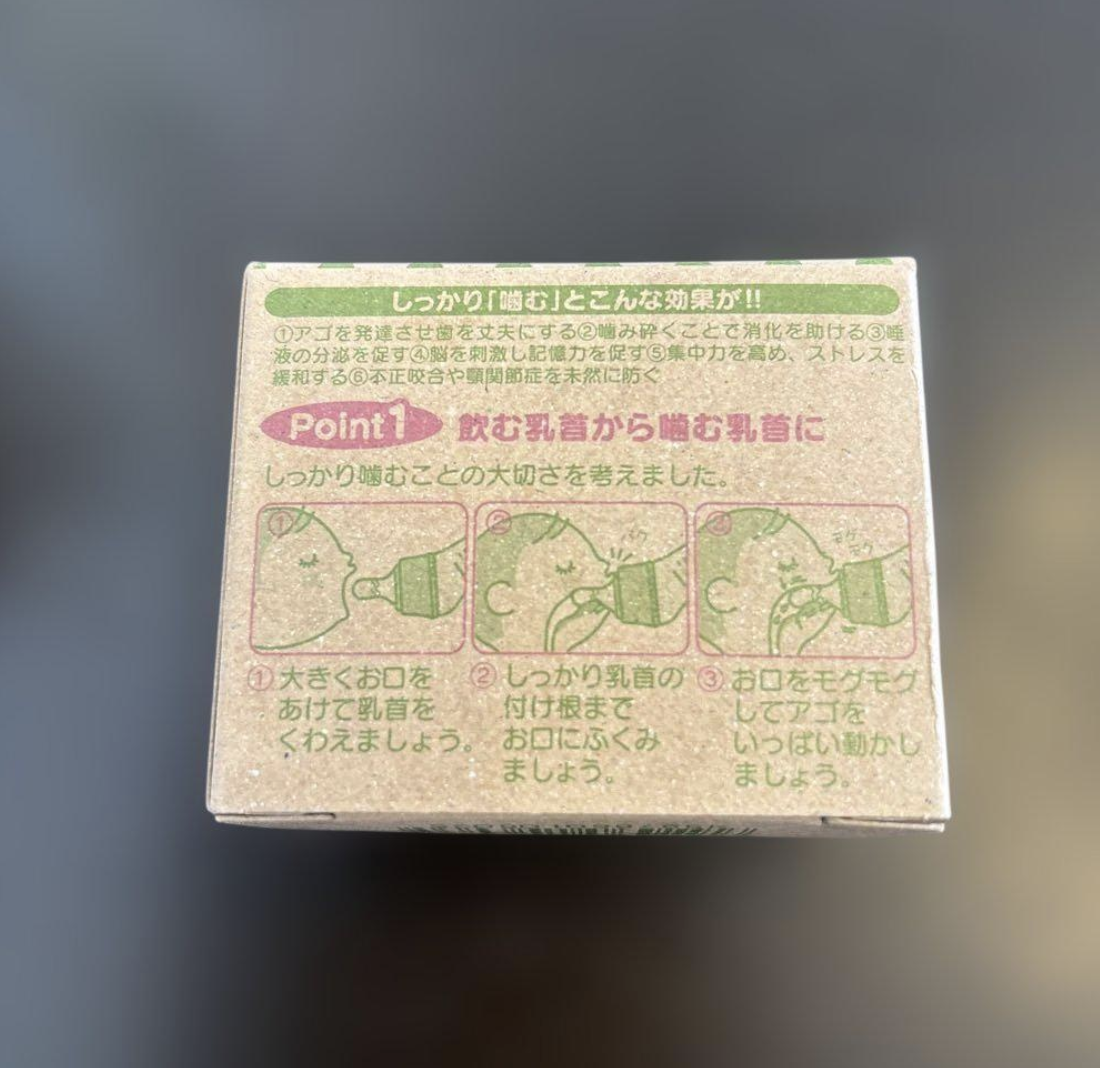 しっかり「噛む」とこんな効果が!!
①アゴを発達させ歯を丈夫にする②噛み砕くことで消化を助ける③唾
液の分泌を促す④脳を刺激し記憶力を促す⑤集中力を高め、ストレスを
緩和する⑥不正咬合や顎関節症を未然に防ぐ
Point1 飲む乳首から噛む乳首に
しっかり噛むことの大切さを考えました。
①
②
パク
③
モグ
モグ
①大きくお口を
あけて乳首を
くわえましょう。
②しっかり乳首の
付け根まで
お口にふくみ
ましょう。
③お口をモグモグ
してアゴを
いっぱい動かし
ましょう。